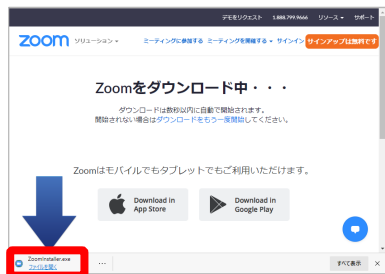 デモをリクエスト 1.888.799.9666 リソース サポート
zoom ソリューション ミーティングに参加する ミーティングを開催する サインイン サインアップは無料です
Zoomをダウンロード中・・・
ダウンロードは数秒以内に自動で開始されます。
開始されない場合はダウンロードをもう一度開始してください。
Zoomはモバイルでもタブレットでもご利用いただけます。
Download in App Store
Download in Google Play
ZoomInstaller.exe
ファイルを開く
...
すべて表示